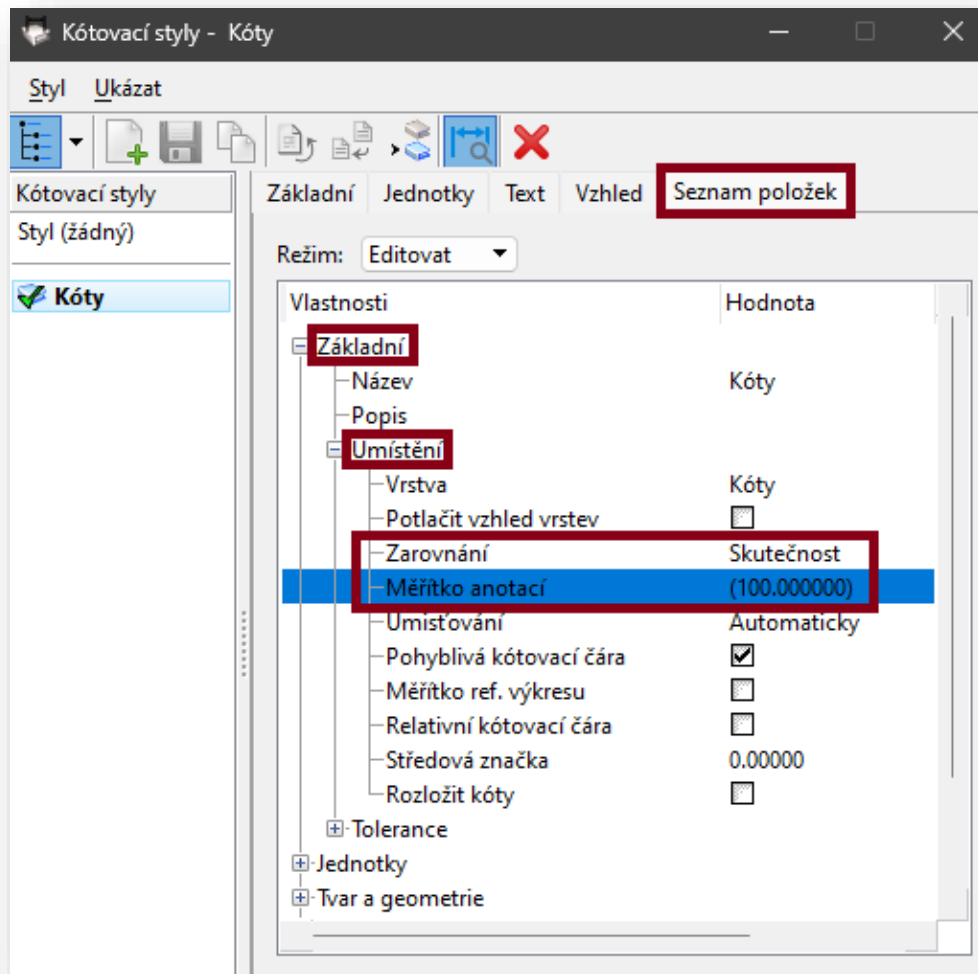 Kótovací styly - Kóty
Styl Ukázat
Kótovací styly
Styl (žádný)
Kóty
Základní Jednotky Text Vzhled Seznam položek
Režim: Editovat
Vlastnosti Hodnota
Základní
Název Kóty
Popis
Umístění
Vrstva Kóty
Potlačit vzhled vrstev
Zarovnání Skutečnost
Měřítko anotací (100.000000)
Umisťování Automaticky
Pohyblivá kótovací čára
Měřítko ref. výkresu
Relativní kótovací čára
Středová značka 0.00000
Rozložit kóty
Tolerance
Jednotky
Tvar a geometrie